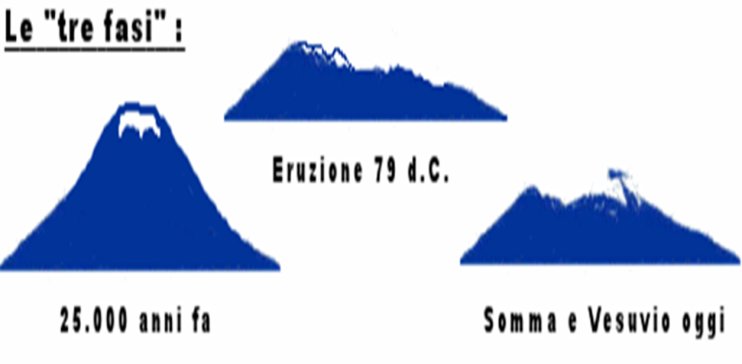 Le "tre fasi" :
Eruzione 79 d.C.
25.000 anni fa
Somma e Vesuvio oggi